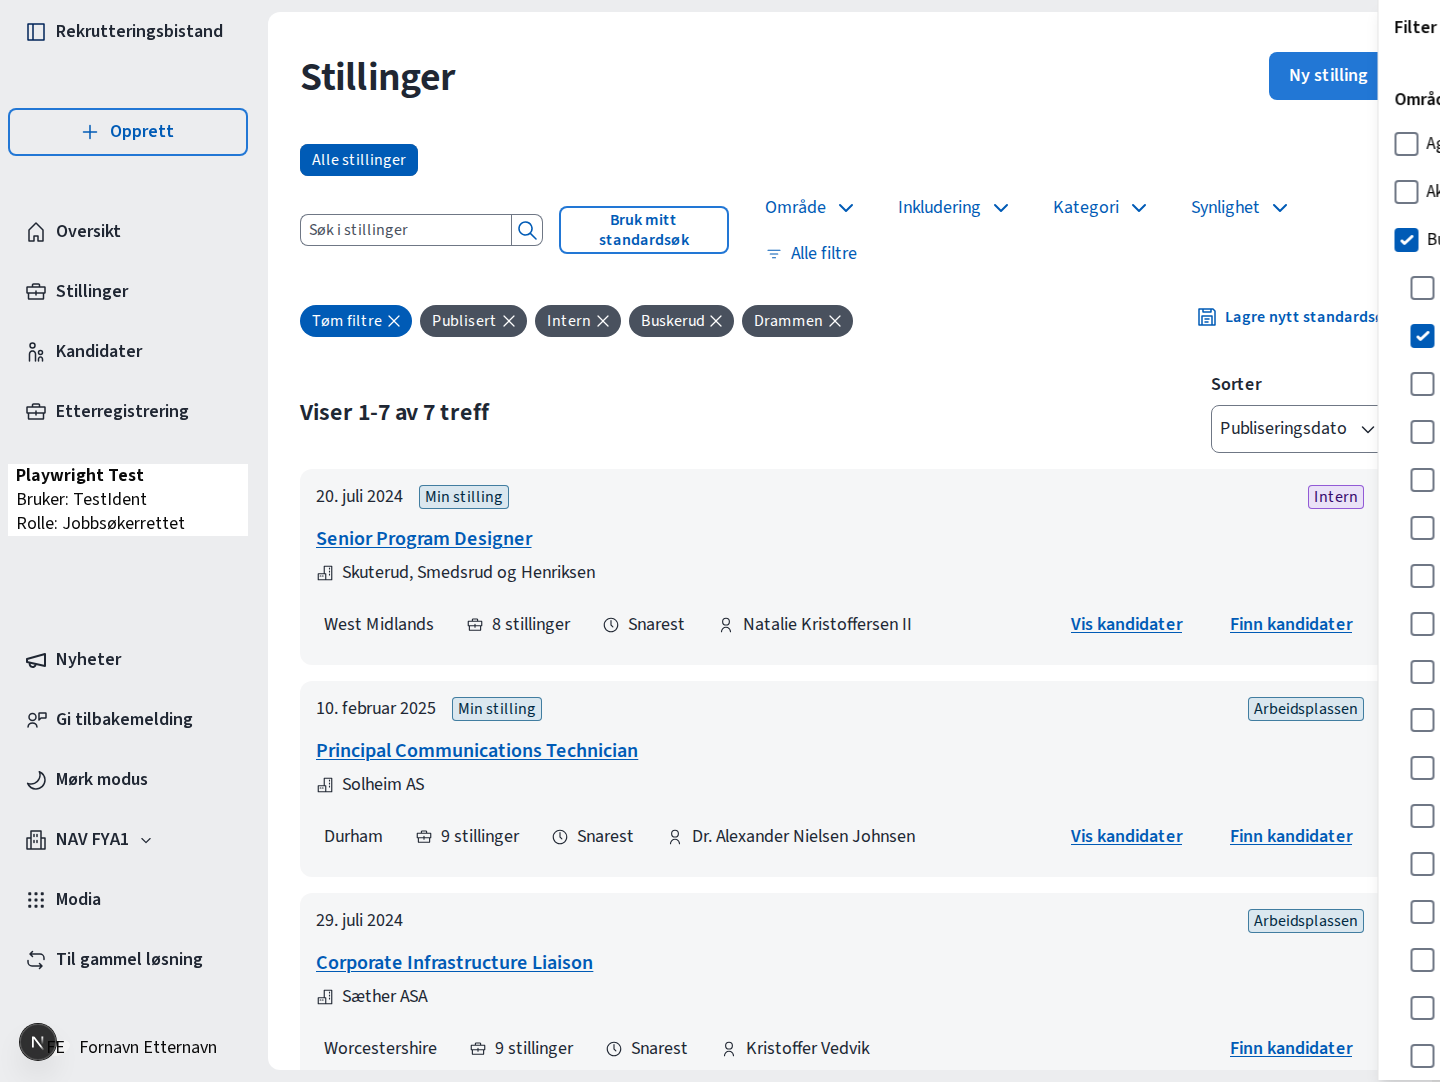 Rekrutteringsbistand
Opprett
Oversikt
Stillinger
Kandidater
Etterregistrering
Playwright Test
Bruker: TestIdent
Rolle: Jobbsøkerrettet
Nyheter
Gi tilbakemelding
Mørk modus
NAV FYA1
Modia
Til gammel løsning
N FE Fornavn Etternavn
Stillinger
Ny stilling
Alle stillinger
Søk i stillinger
Bruk mitt
standardsøk
Område
Inkludering
Kategori
Synlighet
Alle filtre
Tøm filtre
Publisert
Intern
Buskerud
Drammen
Lagre nytt standardsø
Viser 1-7 av 7 treff
Sorter
Publiseringsdato
20. juli 2024 Min stilling Intern
Senior Program Designer
Skuterud, Smedsrud og Henriksen
West Midlands 8 stillinger Snarest Natalie Kristoffersen II Vis kandidater Finn kandidater
10. februar 2025 Min stilling Arbeidsplassen
Principal Communications Technician
Solheim AS
Durham 9 stillinger Snarest Dr. Alexander Nielsen Johnsen Vis kandidater Finn kandidater
29. juli 2024 Arbeidsplassen
Corporate Infrastructure Liaison
Sæther ASA
Worcestershire 9 stillinger Snarest Kristoffer Vedvik Finn kandidater
Filter